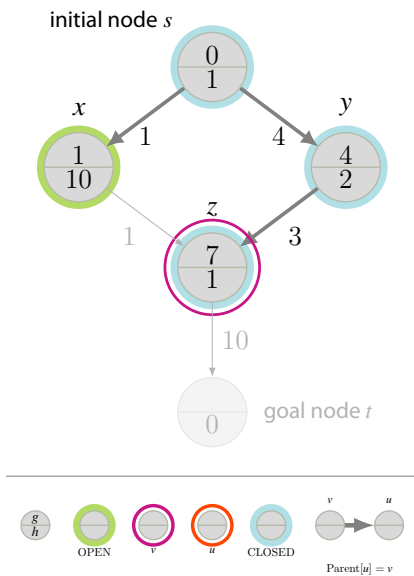 initial node s
0
1
x
y
1
4
1
10
4
2
z
1
3
7
1
10
goal node t
0
g
h
OPEN
v
u
CLOSED
v
u
Parent[u] = v